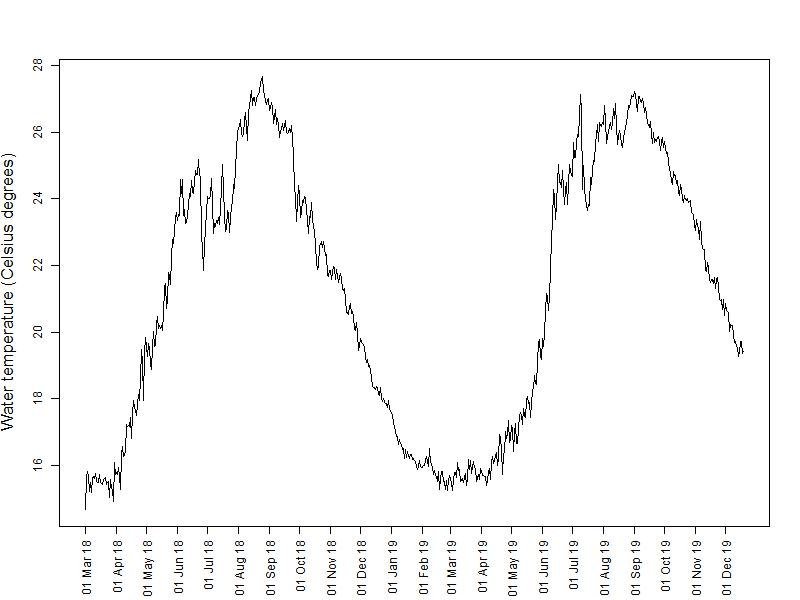 Water temperature (Celsius degrees)
28
26
24
22
20
18
16
01 Mar 18
01 Apr 18
01 May 18
01 Jun 18
01 Jul 18
01 Aug 18
01 Sep 18
01 Oct 18
01 Nov 18
01 Dec 18
01 Jan 19
01 Feb 19
01 Mar 19
01 Apr 19
01 May 19
01 Jun 19
01 Jul 19
01 Aug 19
01 Sep 19
01 Oct 19
01 Nov 19
01 Dec 19